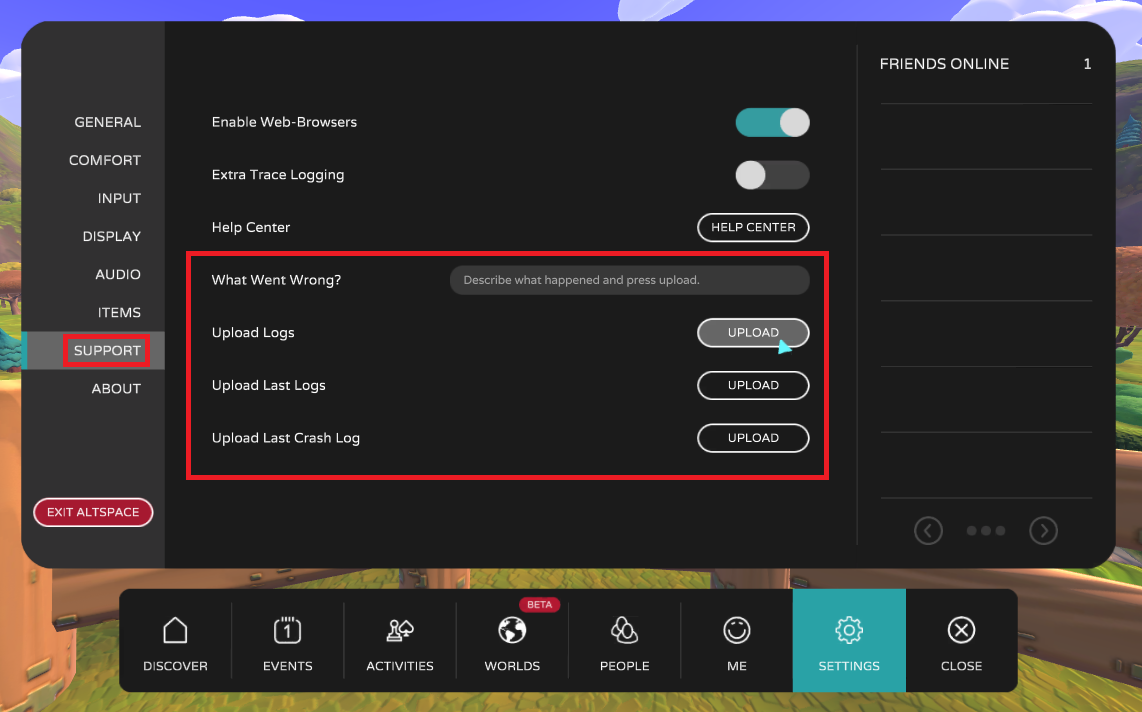 FRIENDS ONLINE 1
GENERAL
COMFORT
INPUT
DISPLAY
AUDIO
ITEMS
SUPPORT
ABOUT
EXIT ALTSPACE
Enable Web-Browsers
Extra Trace Logging
Help Center HELP CENTER
What Went Wrong? Describe what happened and press upload.
Upload Logs UPLOAD
Upload Last Logs UPLOAD
Upload Last Crash Log UPLOAD
BETA
1
DISCOVER EVENTS ACTIVITIES WORLDS PEOPLE ME SETTINGS CLOSE